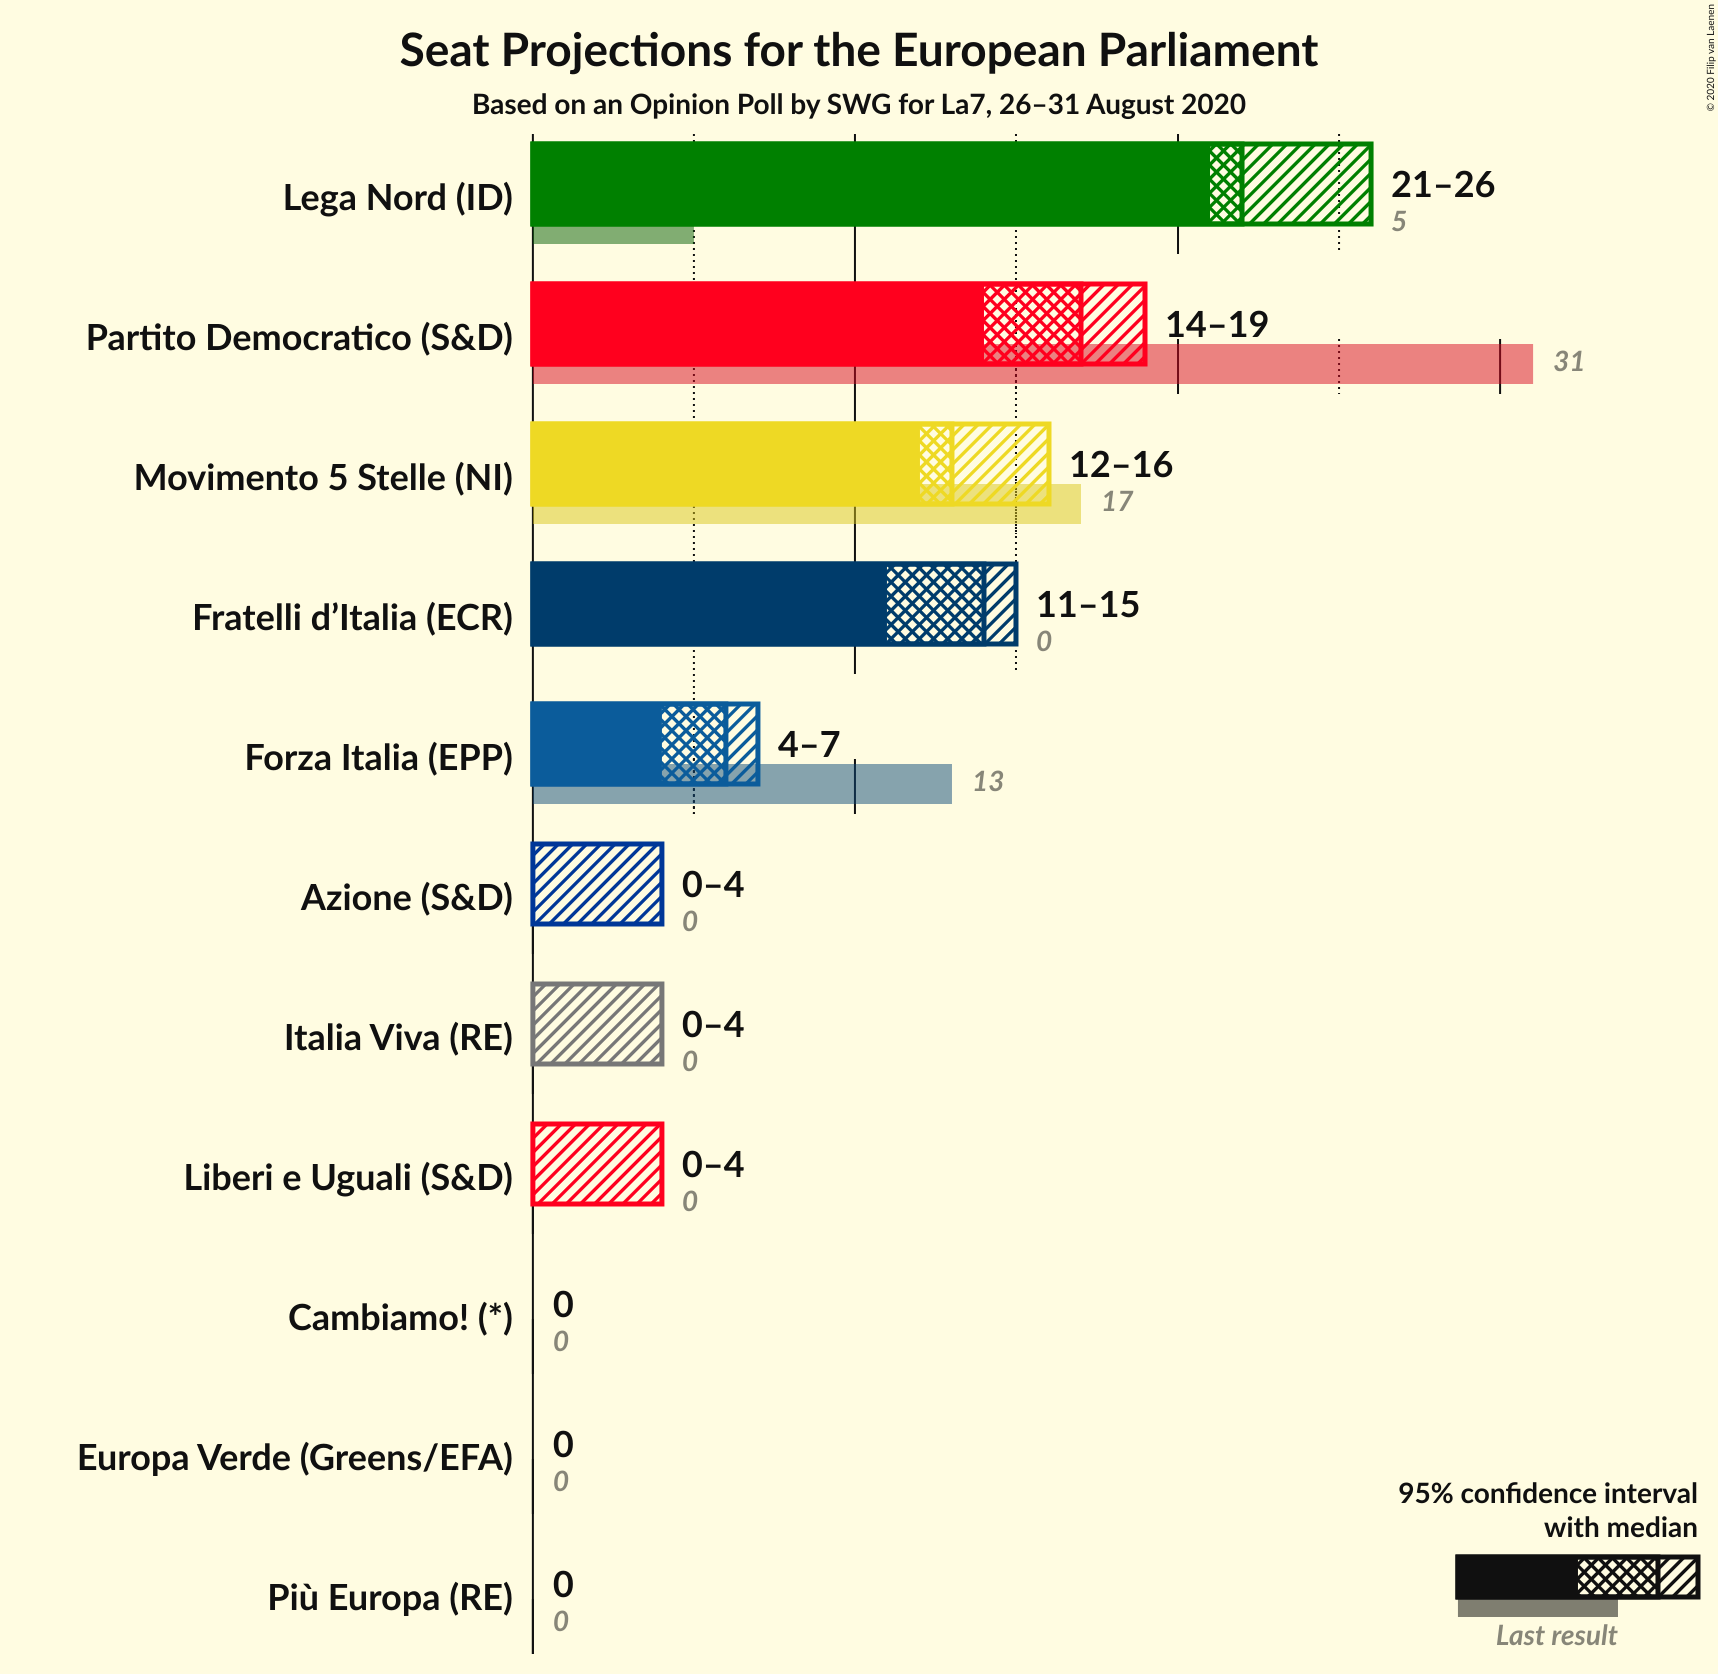 Seat Projections for the European Parliament
Based on an Opinion Poll by SWG for La7, 26–31 August 2020
© 2020 Filip van Laenen
Lega Nord (ID)
21–26
5
Partito Democratico (S&D)
14–19
31
Movimento 5 Stelle (NI)
12–16
17
Fratelli d’Italia (ECR)
11–15
0
Forza Italia (EPP)
4–7
13
Azione (S&D)
0–4
0
Italia Viva (RE)
0–4
0
Liberi e Uguali (S&D)
0–4
0
Cambiamo! (*)
0
0
Europa Verde (Greens/EFA)
0
0
Più Europa (RE)
0
0
95% confidence interval
with median
Last result